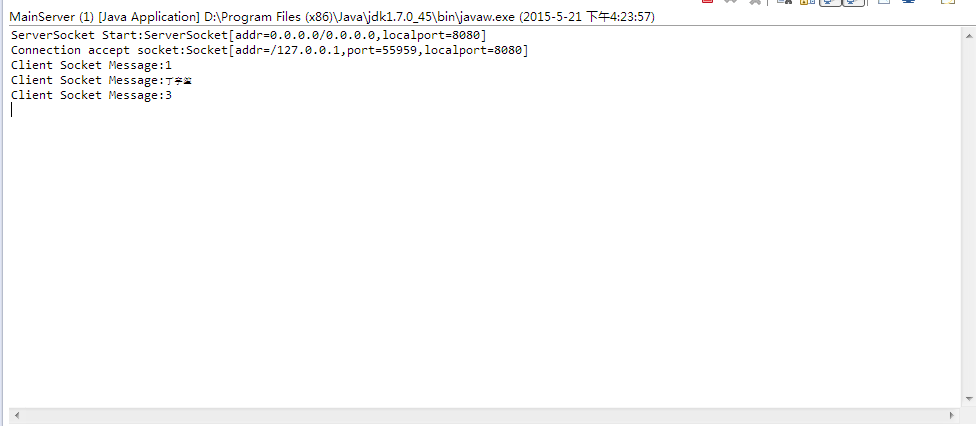 MainServer (1) [Java Application] D:\Program Files (x86)\Java\jdk1.7.0_45\bin\javaw.exe (2015-5-21 下午4:23:57)
ServerSocket Start:ServerSocket[addr=0.0.0.0/0.0.0.0,localport=8080]
Connection accept socket:Socket[addr=/127.0.0.1,port=55959,localport=8080]
Client Socket Message:1
Client Socket Message:
Client Socket Message:3